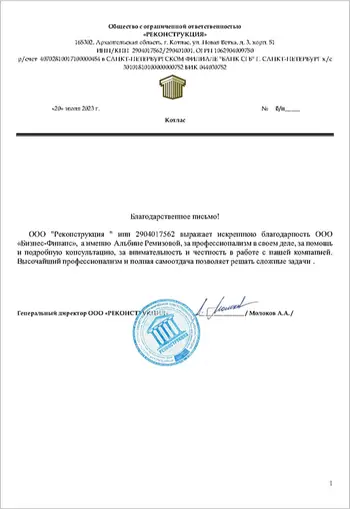 Общество с ограниченной ответственностью
«РЕКОНСТРУКЦИЯ»
165302, Архангельская область, г. Котлас, ул. Новая Ветка, д. 3, корп. 51
ИНН/КПП 2904017562/290401001, ОГРН 1062904009750
р/счет 40702810017100000454 в САНКТ-ПЕТЕРБУРГСКОМ ФИЛИАЛЕ "БАНК СГБ" Г. САНКТ-ПЕТЕРБУРГ к/с
30101810100000000752 БИК 044030752
«20» июня 2023 г. № б/н
Котлас
Благодарственное письмо!
ООО "Реконструкция " инн 2904017562 выражает искреннюю благодарность ООО
«Бизнес-Финанс», а именно Альбине Ремизовой, за профессионализм в своем деле, за помощь
и подробную консультацию, за внимательность и честность в работе с нашей компанией.
Высочайший профессионализм и полная самоотдача позволяет решать сложные задачи .
Генеральный директор ООО «РЕКОНСТРУКЦИЯ» / Молоков А.А./
РЕКОНСТРУКЦИЯ
1